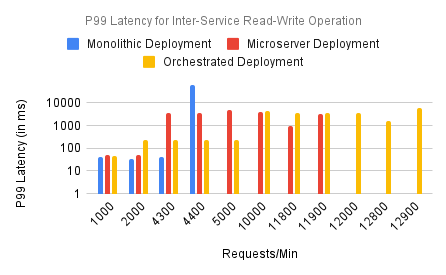 P99 Latency for Inter-Service Read-Write Operation
Monolithic Deployment
Microserver Deployment
Orchestrated Deployment
P99 Latency (in ms)
10000
1000
100
10
1
1000
2000
4300
4400
5000
10000
11800
11900
12000
12800
12900
Requests/Min